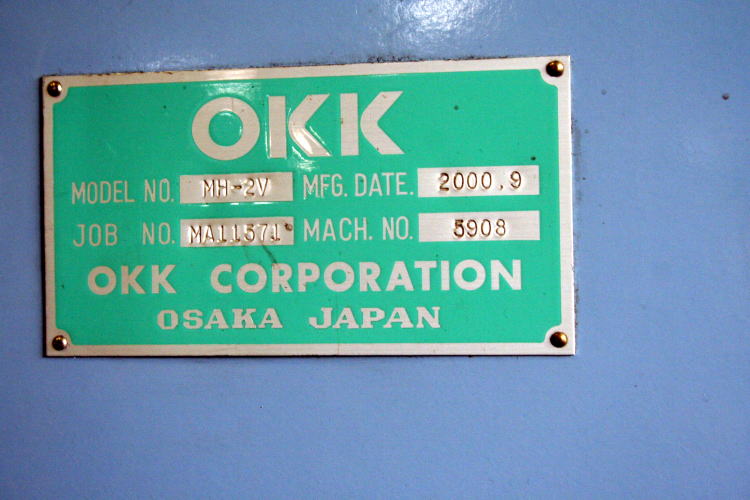 OKK
MODEL NO. MH-2V MFG. DATE. 2000.9
JOB NO. MA11571 MACH. NO. 5908
OKK CORPORATION
OSAKA JAPAN